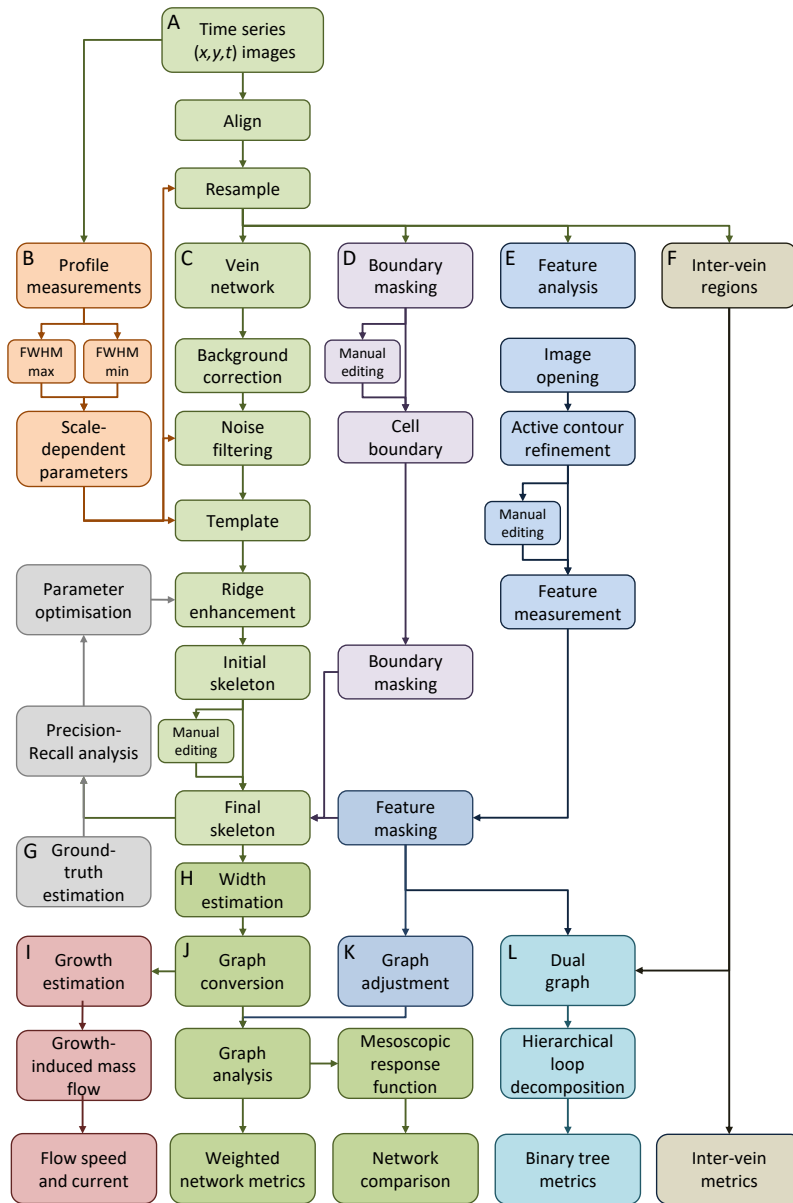 A
Time series
(x,y,t) images
Align
Resample
B
Profile
measurements
C
Vein
network
D
Boundary
masking
E
Feature
analysis
F
Inter-vein
regions
FWHM
max
FWHM
min
Background
correction
Manual
editing
Image
opening
Scale-
dependent
parameters
Noise
filtering
Cell
boundary
Active contour
refinement
Template
Manual
editing
Parameter
optimisation
Ridge
enhancement
Feature
measurement
Initial
skeleton
Boundary
masking
Precision-
Recall analysis
Manual
editing
Final
skeleton
Feature
masking
G
Ground-
truth
estimation
H
Width
estimation
I
Growth
estimation
J
Graph
conversion
K
Graph
adjustment
L
Dual
graph
Growth-
induced mass
flow
Graph
analysis
Mesoscopic
response
function
Hierarchical
loop
decomposition
Flow speed
and current
Weighted
network metrics
Network
comparison
Binary tree
metrics
Inter-vein
metrics